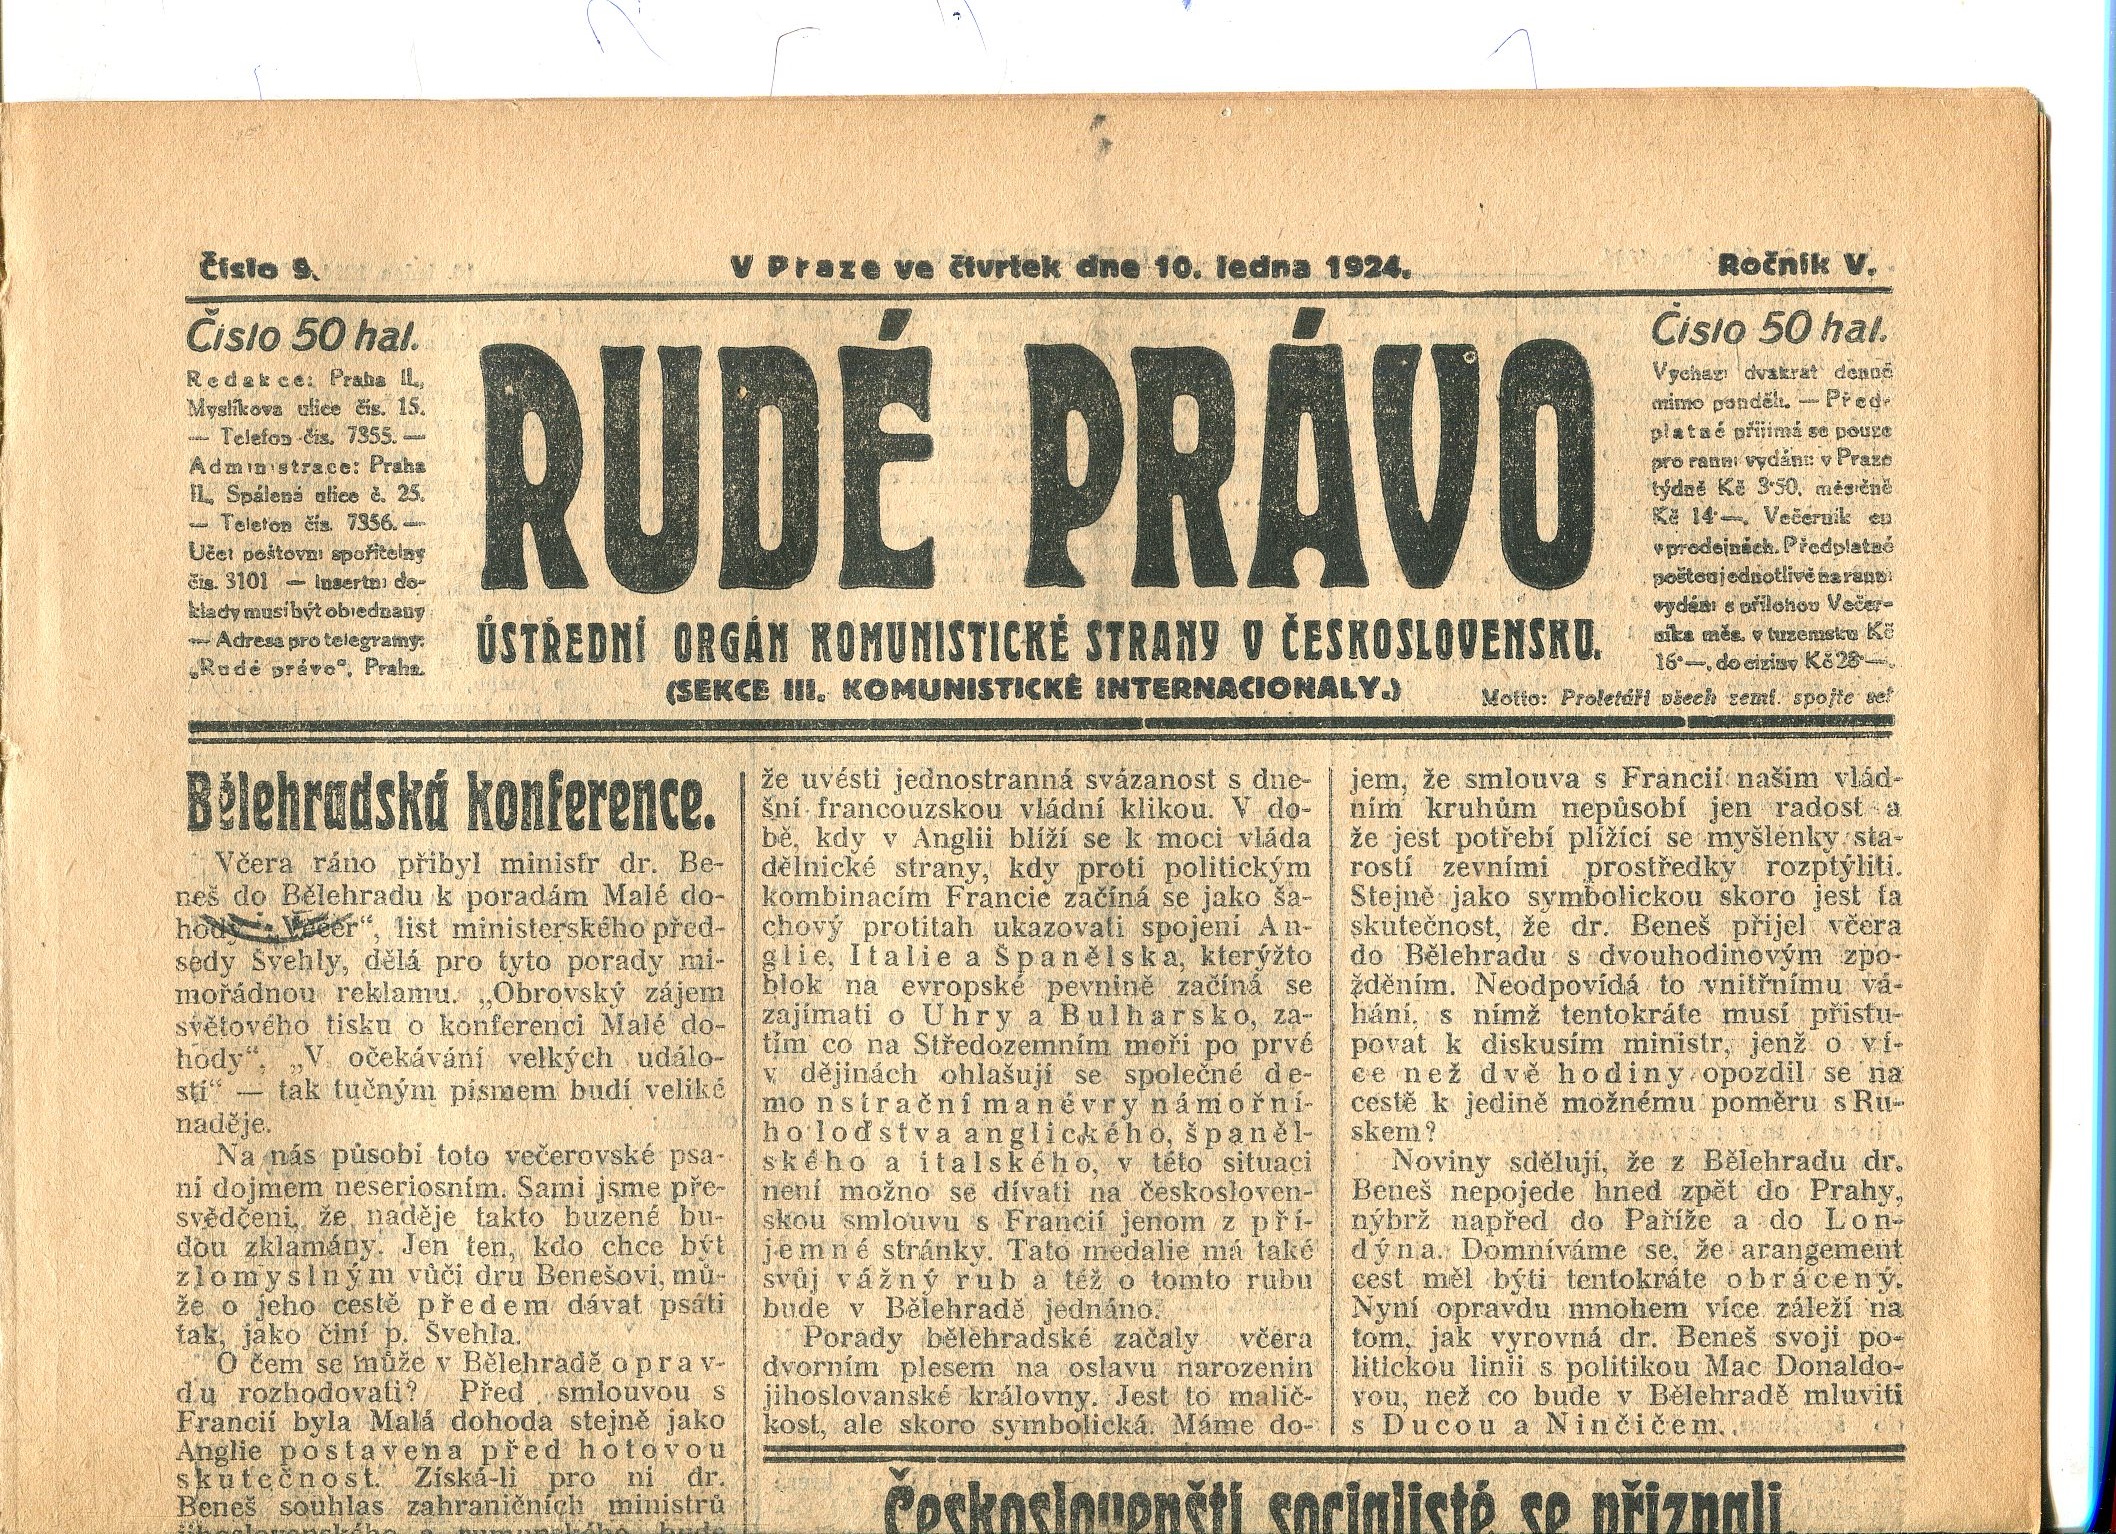 Číslo 9.
V Praze ve čtvrtek dne 10. ledna 1924.
Ročník V.
Číslo 50 hal.
Redakce: Praha II.,
Myslíkova ulice čís. 15.
— Telefon čís. 7355. —
Administrace: Praha
II., Spálená ulice č. 25.
— Telefon čís. 7356. —
Účet poštovní spořitelny
čís. 3101 — Insertní do-
klady musí být objednány
— Adresa pro telegramy:
„Rudé právo“, Praha.
RUDÉ PRÁVO
ÚSTŘEDNÍ ORGÁN KOMUNISTICKÉ STRANY V ČESKOSLOVENSKU.
(SEKCE III. KOMUNISTICKÉ INTERNACIONALY.)
Motto: Proletáři všech zemí, spojte se!
Číslo 50 hal.
Vychází dvakrát denně
mimo pondělí. — Před-
platné přijímá se pouze
pro ranní vydání: v Praze
týdně Kč 3·50, měsíčně
Kč 14·—, Večerník en
v prodejnách. Předplatné
poštou jednotlivě na ranní
vydání s přílohou Večer-
níka měs. v tuzemsku Kč
16·—, do ciziny Kč 28·—.
Bělehradská konference.
Včera ráno přibyl ministr dr. Be-
neš do Bělehradu k poradám Malé do-
hody. „Večer“, list ministerského před-
sedy Švehly, dělá pro tyto porady mi-
mořádnou reklamu. „Obrovský zájem
světového tisku o konferenci Malé do-
hody“, „V očekávání velkých událo-
stí“ — tak tučným písmem budí veliké
naděje.
Na nás působí toto večerovské psa-
ní dojmem neseriosním. Sami jsme pře-
svědčeni, že naděje takto buzené bu-
dou zklamány. Jen ten, kdo chce být
zlomyslným vůči dru Benešovi, mů-
že o jeho cestě předem dávat psáti
tak, jako činí p. Švehla.
O čem se může v Bělehradě oprav-
du rozhodovati? Před smlouvou s
Francií byla Malá dohoda stejně jako
Anglie postavena před hotovou
skutečnost. Získá-li pro ni dr.
Beneš souhlas zahraničních ministrů
jihoslovanského a rumunského, bude
že uvésti jednostranná svázanost s dne-
šní francouzskou vládní klikou. V do-
bě, kdy v Anglii blíží se k moci vláda
dělnické strany, kdy proti politickým
kombinacím Francie začíná se jako ša-
chový protitah ukazovati spojení An-
glie, Italie a Španělska, kterýžto
blok na evropské pevnině začíná se
zajímati o Uhry a Bulharsko, za-
tím co na Středozemním moři po prvé
v dějinách ohlašují se společné de-
monstrační manévry námořní-
ho loďstva anglického, španěl-
ského a italského, v této situaci
není možno se dívati na českosloven-
skou smlouvu s Francií jenom z pří-
jemné stránky. Tato medalie má také
svůj vážný rub a též o tomto rubu
bude v Bělehradě jednáno.
Porady bělehradské začaly včera
dvorním plesem na oslavu narozenin
jihoslovanské královny. Jest to malič-
kost, ale skoro symbolická. Máme do-
jem, že smlouva s Francií našim vlád-
ním kruhům nepůsobí jen radost a
že jest potřebí plížící se myšlenky sta-
rostí zevními prostředky rozptýliti.
Stejně jako symbolickou skoro jest ta
skutečnost, že dr. Beneš přijel včera
do Bělehradu s dvouhodinovým zpo-
žděním. Neodpovídá to vnitřnímu vá-
hání, s nímž tentokráte musí přistu-
povat k diskusím ministr, jenž o ví-
ce než dvě hodiny opozdil se na
cestě k jedině možnému poměru s Ru-
skem?
Noviny sdělují, že z Bělehradu dr.
Beneš nepojede hned zpět do Prahy,
nýbrž napřed do Paříže a do Lon-
dýna. Domníváme se, že arangement
cest měl býti tentokráte obrácený.
Nyní opravdu mnohem více záleží na
tom, jak vyrovná dr. Beneš svoji po-
litickou linii s politikou Mac Donaldo-
vou, než co bude v Bělehradě mluviti
s Ducou a Ninčičem.
Českoslovenští socialisté se přiznali.